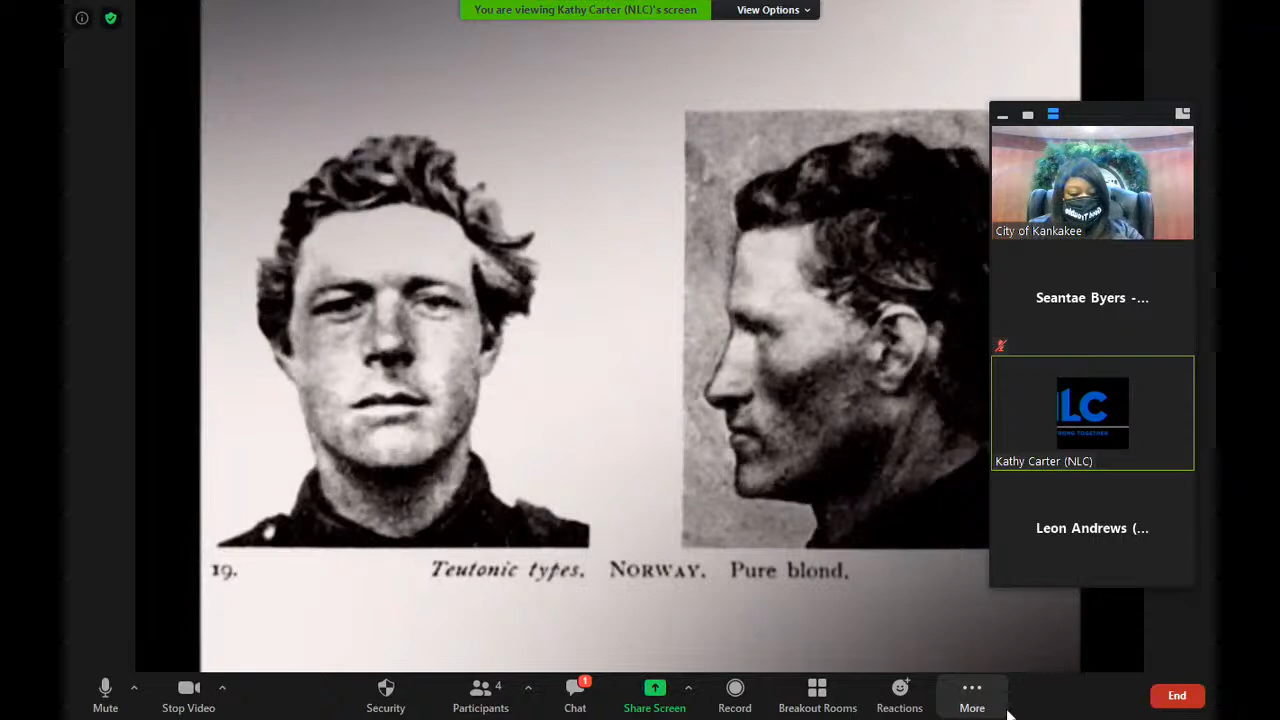 You are viewing Kathy Carter (NLC)'s screen
View Options
City of Kankakee
Seantae Byers -...
LC
Kathy Carter (NLC)
Leon Andrews (...
19.
Teutonic types. NORWAY. Pure blond.
Mute
Stop Video
Security
4
Participants
1
Chat
Share Screen
Record
Breakout Rooms
Reactions
More
End